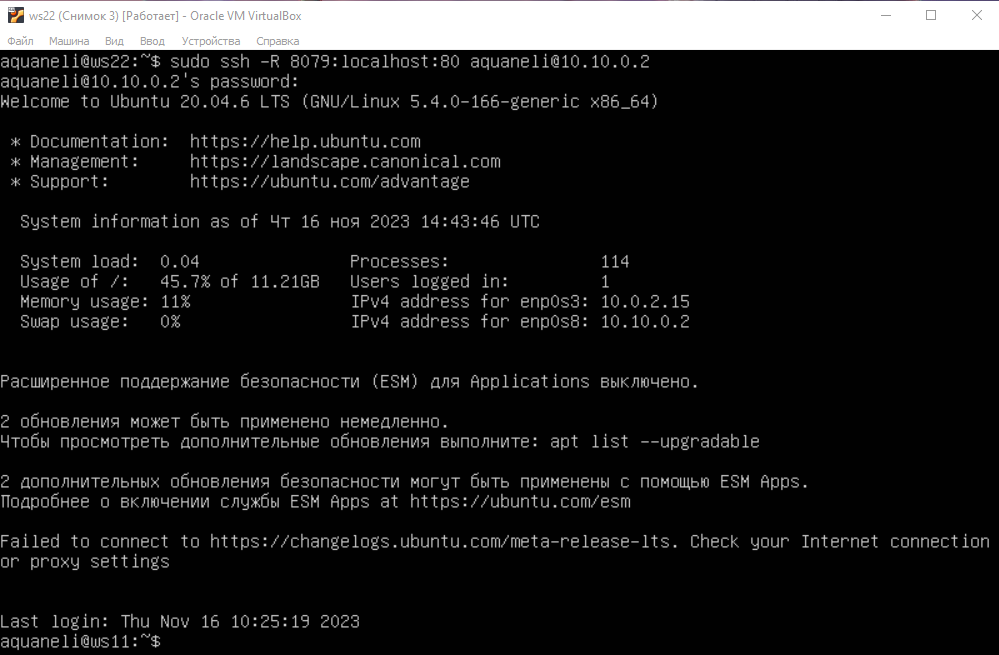 ws22 (Снимок 3) [Работает] - Oracle VM VirtualBox
Файл Машина Вид Ввод Устройства Справка
aquaneli@ws22:~$ sudo ssh -R 8079:localhost:80 aquaneli@10.10.0.2
aquaneli@10.10.0.2's password:
Welcome to Ubuntu 20.04.6 LTS (GNU/Linux 5.4.0-166-generic x86_64)
* Documentation: https://help.ubuntu.com
* Management: https://landscape.canonical.com
* Support: https://ubuntu.com/advantage
System information as of Чт 16 ноя 2023 14:43:46 UTC
System load: 0.04 Processes: 114
Usage of /: 45.7% of 11.21GB Users logged in: 1
Memory usage: 11% IPv4 address for enp0s3: 10.0.2.15
Swap usage: 0% IPv4 address for enp0s8: 10.10.0.2
Расширенное поддержание безопасности (ESM) для Applications выключено.
2 обновления может быть применено немедленно.
Чтобы просмотреть дополнительные обновления выполните: apt list --upgradable
2 дополнительных обновления безопасности могут быть применены с помощью ESM Apps.
Подробнее о включении службы ESM Apps at https://ubuntu.com/esm
Failed to connect to https://changelogs.ubuntu.com/meta-release-lts. Check your Internet connection
or proxy settings
Last login: Thu Nov 16 10:25:19 2023
aquaneli@ws11:~$